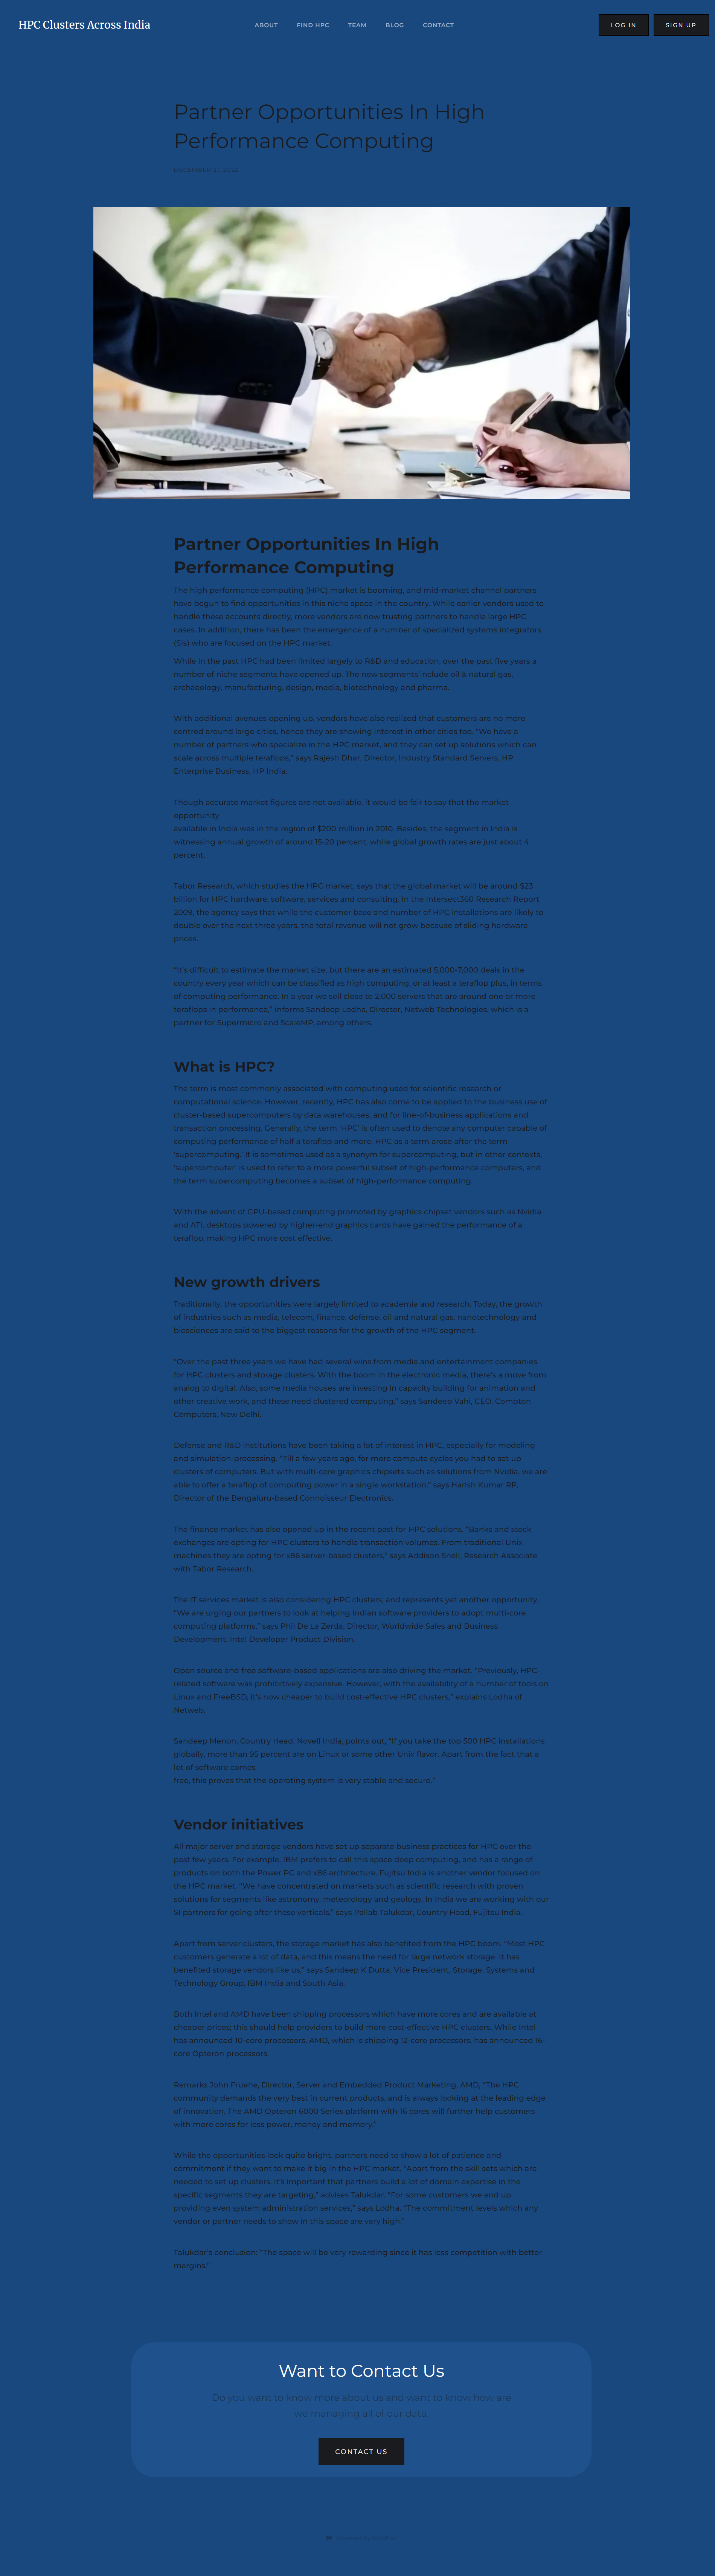 HPC Clusters Across India
ABOUT
FIND HPC
TEAM
BLOG
CONTACT
LOG IN
SIGN UP
Partner Opportunities In High
Performance Computing
Partner Opportunities In High
Performance Computing
The high performance computing (HPC) market is booming, and mid-market channel partners
have begun to find opportunities in this niche space in the country. While earlier vendors used to
handle these accounts directly, more vendors are now trusting partners to handle large HPC
cases. In addition, there has been the emergence of a number of specialized systems integrators
(SIs) who are focused on the HPC market.
While in the past HPC had been limited largely to R&D and education, over the past five years a
number of niche segments have opened up. The new segments include oil & natural gas,
archaeology, manufacturing, design, media, biotechnology and pharma.
With additional avenues opening up, vendors have also realized that customers are no more
centred around large cities, hence they are showing interest in other cities too. “We have a
number of partners who specialize in the HPC market, and they can set up solutions which can
scale across multiple teraflops,” says Rajesh Dhar, Director, Industry Standard Servers, HP
Enterprise Business, HP India.
Though accurate market figures are not available, it would be fair to say that the market
opportunity
available in India was in the region of $200 million in 2010. Besides, the segment in India is
witnessing annual growth of around 15-20 percent, while global growth rates are just about 4
percent.
Tabor Research, which studies the HPC market, says that the global market will be around $23
billion for HPC hardware, software, services and consulting. In the Intersect360 Research Report
2009, the agency says that while the customer base and number of HPC installations are likely to
double over the next three years, the total revenue will not grow because of sliding hardware
prices.
“It’s difficult to estimate the market size, but there are an estimated 5,000-7,000 deals in the
country every year which can be classified as high computing, or at least a teraflop plus, in terms
of computing performance. In a year we sell close to 2,000 servers that are around one or more
teraflops in performance,” informs Sandeep Lodha, Director, Netweb Technologies, which is a
partner for Supermicro and ScaleMP, among others.
What is HPC?
The term is most commonly associated with computing used for scientific research or
computational science. However, recently, HPC has also come to be applied to the business use of
cluster-based supercomputers by data warehouses, and for line-of-business applications and
transaction processing. Generally, the term ‘HPC’ is often used to denote any computer capable of
computing performance of half a teraflop and more. HPC as a term arose after the term
‘supercomputing.’ It is sometimes used as a synonym for supercomputing, but in other contexts,
‘supercomputer’ is used to refer to a more powerful subset of high-performance computers, and
the term supercomputing becomes a subset of high-performance computing.
With the advent of GPU-based computing promoted by graphics chipset vendors such as Nvidia
and ATI, desktops powered by higher-end graphics cards have gained the performance of a
teraflop, making HPC more cost effective.
New growth drivers
Traditionally, the opportunities were largely limited to academia and research. Today, the growth
of industries such as media, telecom, finance, defense, oil and natural gas, nanotechnology and
biosciences are said to the biggest reasons for the growth of the HPC segment.
“Over the past three years we have had several wins from media and entertainment companies
for HPC clusters and storage clusters. With the boom in the electronic media, there’s a move from
analog to digital. Also, some media houses are investing in capacity building for animation and
other creative work, and these need clustered computing,” says Sandeep Vahi, CEO, Compton
Computers, New Delhi.
Defense and R&D institutions have been taking a lot of interest in HPC, especially for modeling
and simulation-processing. “Till a few years ago, for more compute cycles you had to set up
clusters of computers. But with multi-core graphics chipsets such as solutions from Nvidia, we are
able to offer a teraflop of computing power in a single workstation,” says Harish Kumar RP,
Director of the Bengaluru-based Connoisseur Electronics.
The finance market has also opened up in the recent past for HPC solutions. “Banks and stock
exchanges are opting for HPC clusters to handle transaction volumes. From traditional Unix
machines they are opting for x86 server-based clusters,” says Addison Snell, Research Associate
with Tabor Research.
The IT services market is also considering HPC clusters, and represents yet another opportunity.
“We are urging our partners to look at helping Indian software providers to adopt multi-core
computing platforms,” says Phil De La Zerda, Director, Worldwide Sales and Business
Development, Intel Developer Product Division.
Open source and free software-based applications are also driving the market. “Previously, HPC-
related software was prohibitively expensive. However, with the availability of a number of tools on
Linux and FreeBSD, it’s now cheaper to build cost-effective HPC clusters,” explains Lodha of
Netweb.
Sandeep Menon, Country Head, Novell India, points out, “If you take the top 500 HPC installations
globally, more than 95 percent are on Linux or some other Unix flavor. Apart from the fact that a
lot of software comes
free, this proves that the operating system is very stable and secure.”
Vendor initiatives
All major server and storage vendors have set up separate business practices for HPC over the
past few years. For example, IBM prefers to call this space deep computing, and has a range of
products on both the Power PC and x86 architecture. Fujitsu India is another vendor focused on
the HPC market. “We have concentrated on markets such as scientific research with proven
solutions for segments like astronomy, meteorology and geology. In India we are working with our
SI partners for going after these verticals,” says Pallab Talukdar, Country Head, Fujitsu India.
Apart from server clusters, the storage market has also benefited from the HPC boom. “Most HPC
customers generate a lot of data, and this means the need for large network storage. It has
benefited storage vendors like us,” says Sandeep K Dutta, Vice President, Storage, Systems and
Technology Group, IBM India and South Asia.
Both Intel and AMD have been shipping processors which have more cores and are available at
cheaper prices; this should help providers to build more cost-effective HPC clusters. While Intel
has announced 10-core processors, AMD, which is shipping 12-core processors, has announced 16-
core Opteron processors.
Remarks John Fruehe, Director, Server and Embedded Product Marketing, AMD, “The HPC
community demands the very best in current products, and is always looking at the leading edge
of innovation. The AMD Opteron 6000 Series platform with 16 cores will further help customers
with more cores for less power, money and memory.”
While the opportunities look quite bright, partners need to show a lot of patience and
commitment if they want to make it big in the HPC market. “Apart from the skill sets which are
needed to set up clusters, it’s important that partners build a lot of domain expertise in the
specific segments they are targeting,” advises Talukdar. “For some customers we end up
providing even system administration services,” says Lodha. “The commitment levels which any
vendor or partner needs to show in this space are very high.”
Talukdar’s conclusion: “The space will be very rewarding since it has less competition with better
margins.”
Want to Contact Us
Do you want to know more about us and want to know how are
we managing all of our data.
CONTACT US